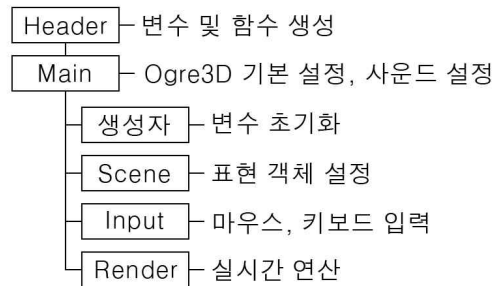 Header 변수 및 함수 생성
Main Ogre3D 기본 설정, 사운드 설정
생성자 변수 초기화
Scene 표현 객체 설정
Input 마우스, 키보드 입력
Render 실시간 연산